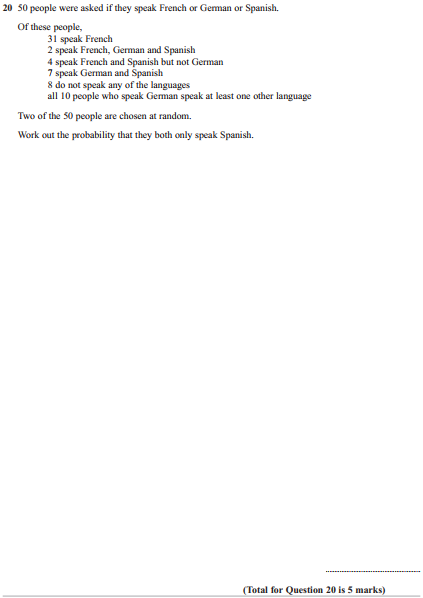 20 50 people were asked if they speak French or German or Spanish.
Of these people,
31 speak French
2 speak French, German and Spanish
4 speak French and Spanish but not German
7 speak German and Spanish
8 do not speak any of the languages
all 10 people who speak German speak at least one other language
Two of the 50 people are chosen at random.
Work out the probability that they both only speak Spanish.
(Total for Question 20 is 5 marks)